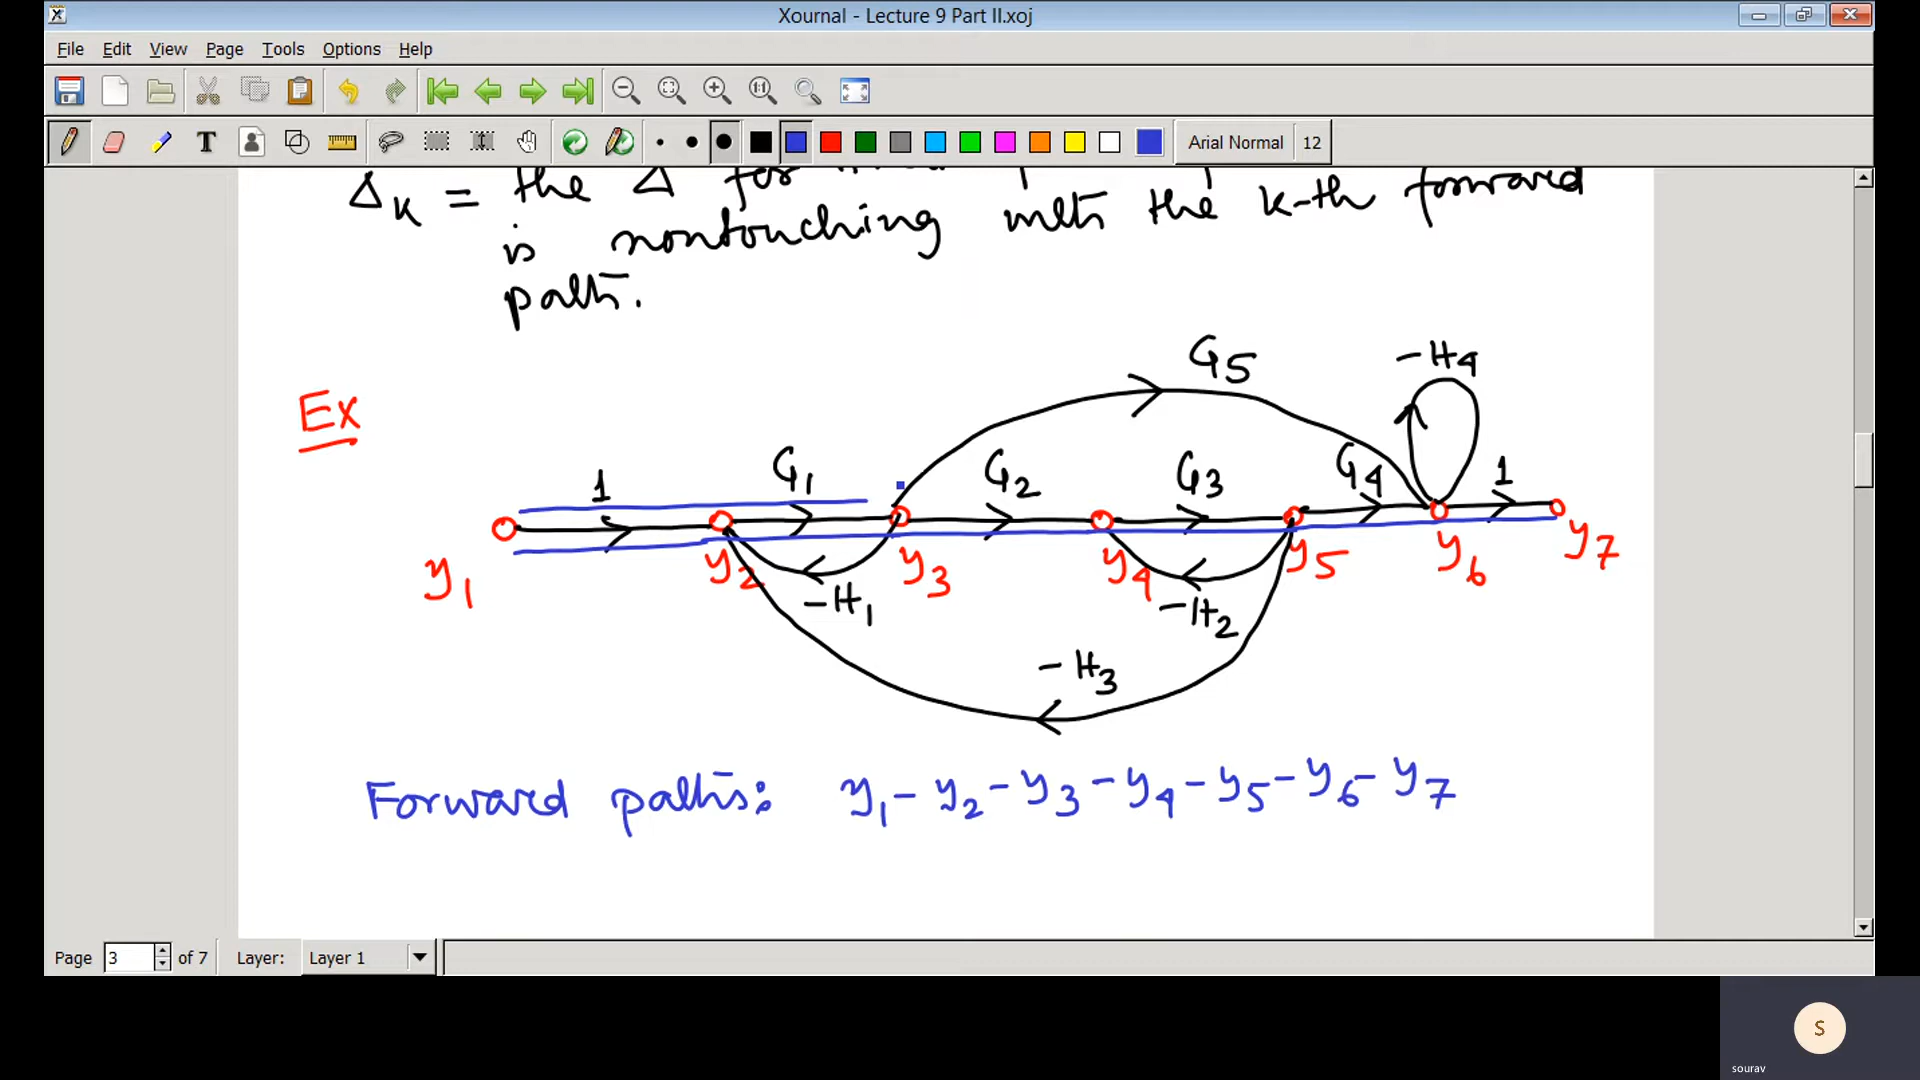 Xournal - Lecture 9 Part II.xoj
File Edit View Page Tools Options Help
T Arial Normal 12
Δk = the Δ for
is nontouching with the k-th forward
path.
Ex
G5
-H4
1 G1 G2 G3 G4 1
y1 y2 y3 y4 y5 y6 y7
-H1 -H2
-H3
Forward paths: y1 - y2 - y3 - y4 - y5 - y6 - y7
Page 3 of 7 Layer: Layer 1
S
sourav